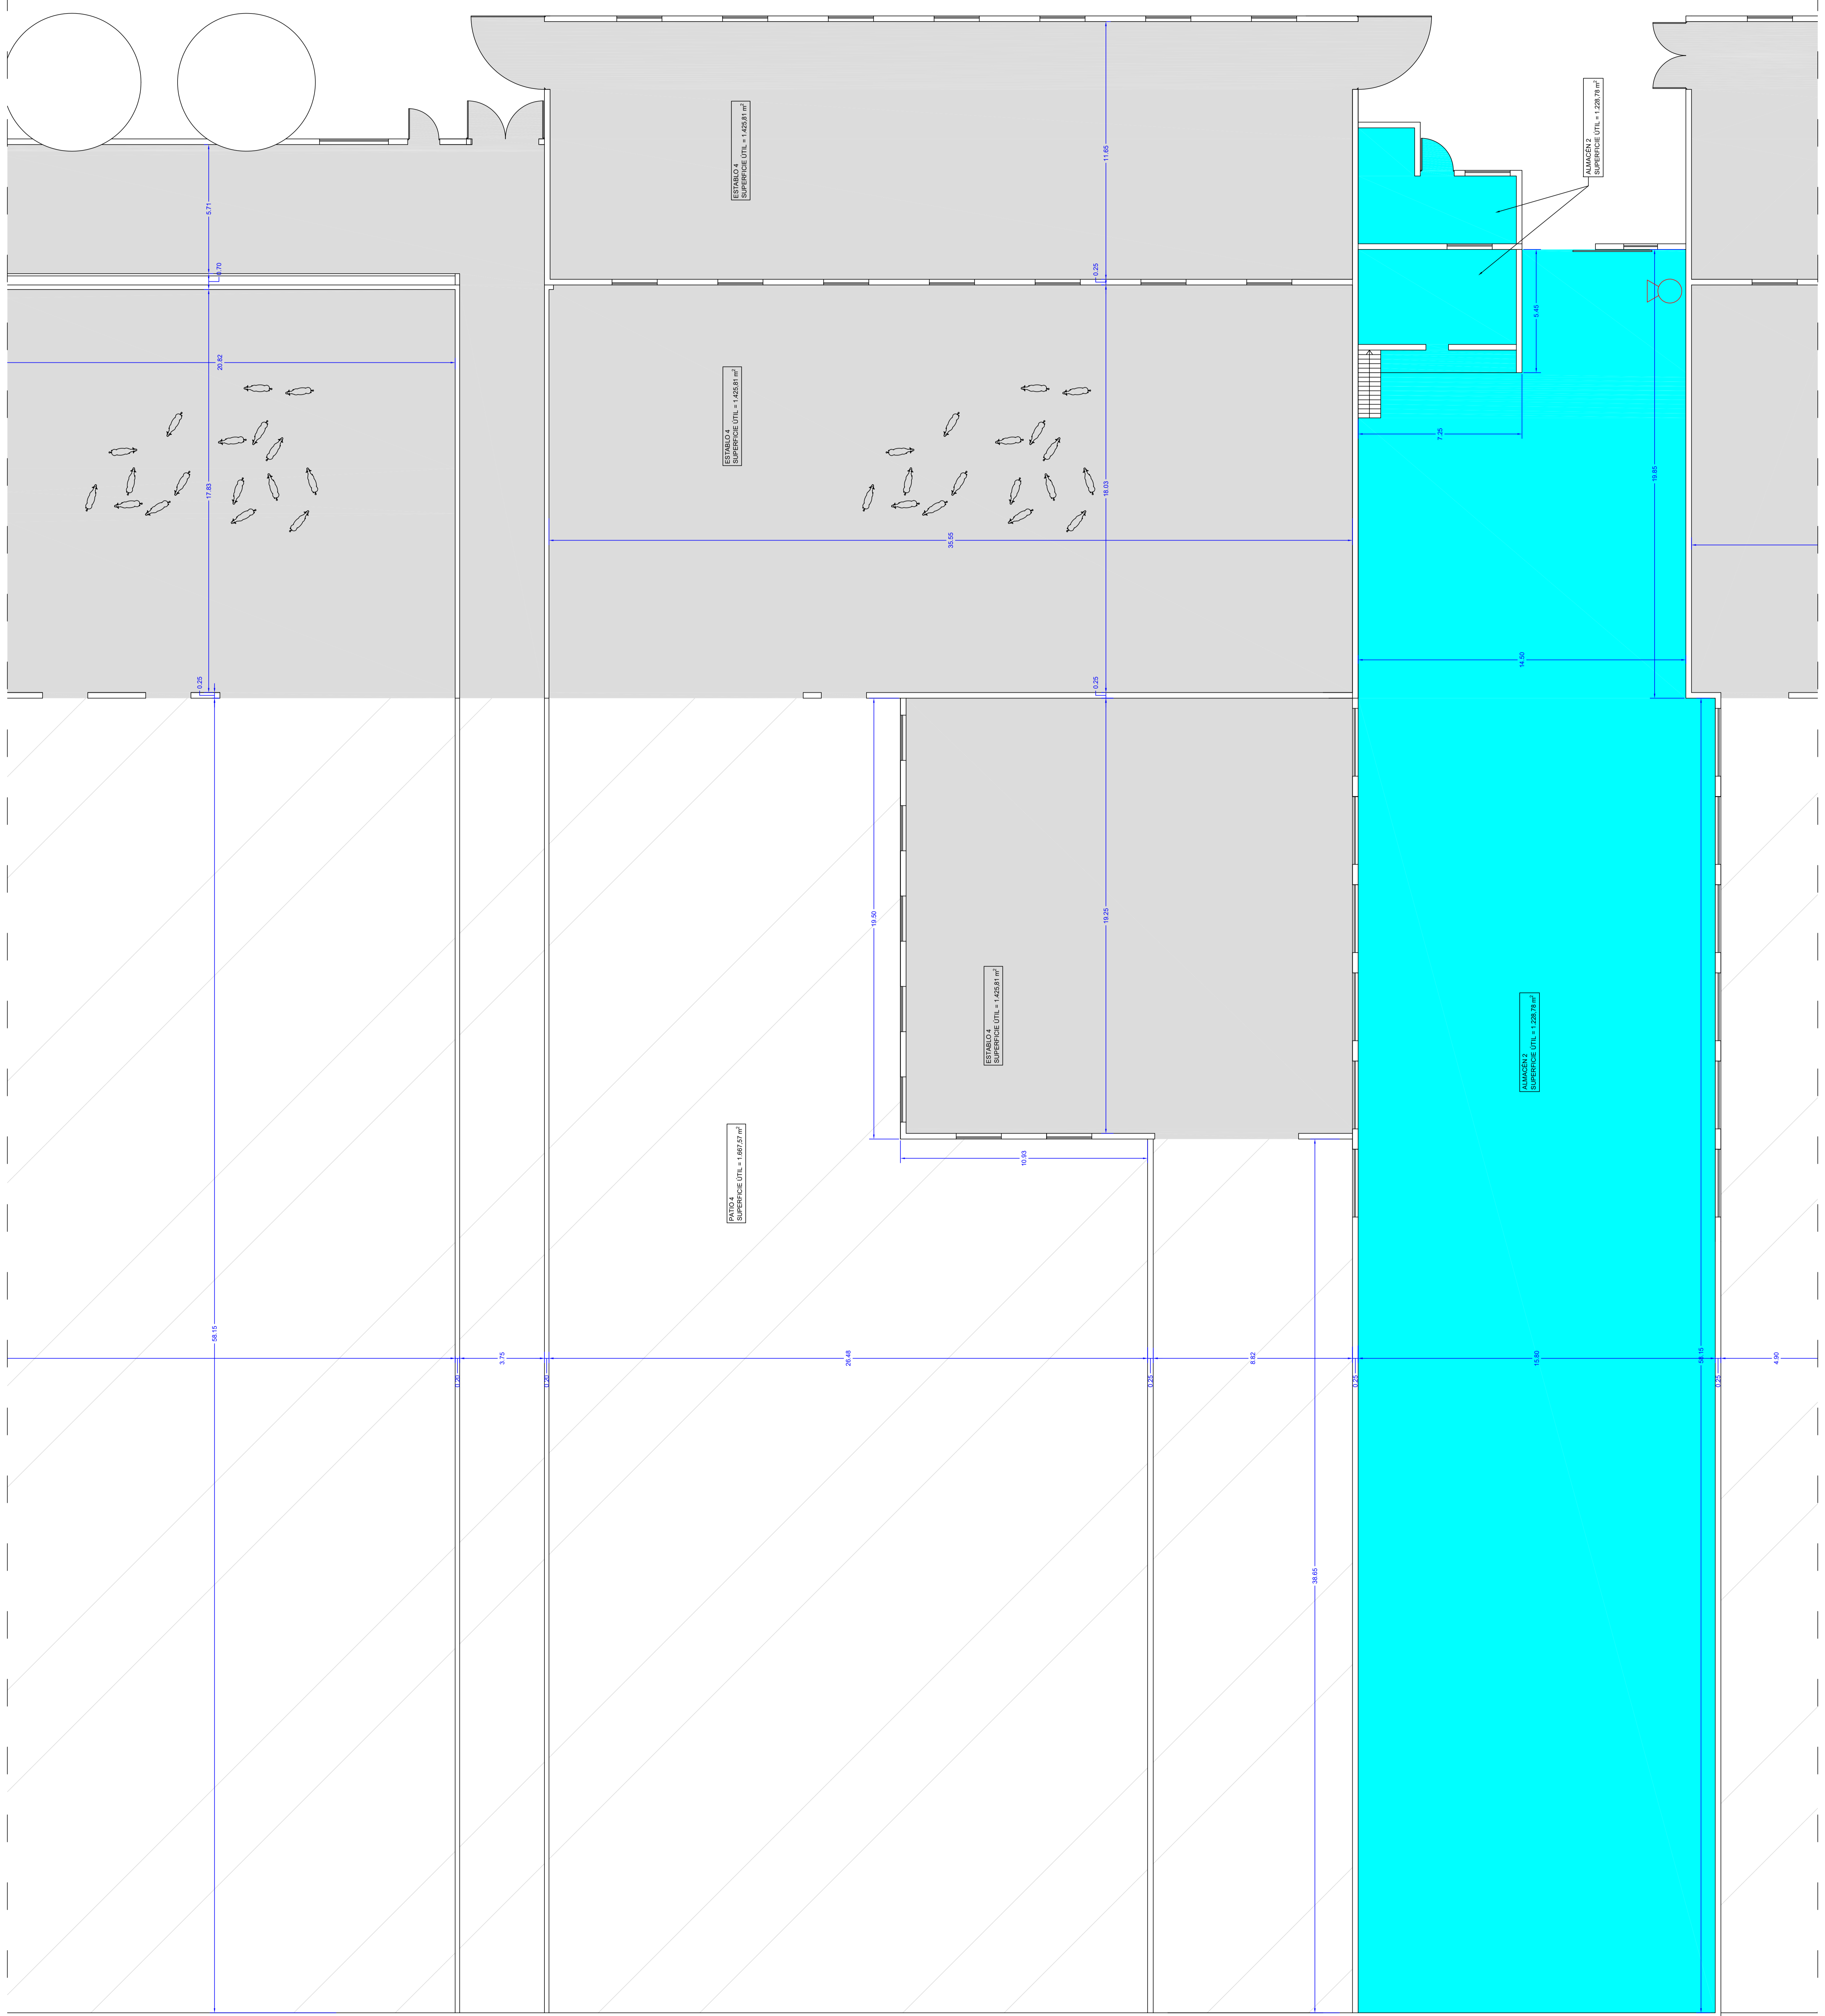 ESTABLO 4
SUPERFICIE ÚTIL = 1.425,81 m²
ALMACÉN 2
SUPERFICIE ÚTIL = 1.228,78 m²
11.65
5.71
0.70
0.25
5.45
20.82
ESTABLO 4
SUPERFICIE ÚTIL = 1.425,81 m²
7.25
17.83
18.03
19.85
35.55
14.50
0.25
0.25
19.50
19.25
ESTABLO 4
SUPERFICIE ÚTIL = 1.425,81 m²
ALMACÉN 2
SUPERFICIE ÚTIL = 1.228,78 m²
PATIO 4
SUPERFICIE ÚTIL = 1.667,57 m²
10.93
58.15
3.75
26.48
8.82
15.80
58.15
4.90
0.20
0.20
0.25
0.25
0.25
38.65